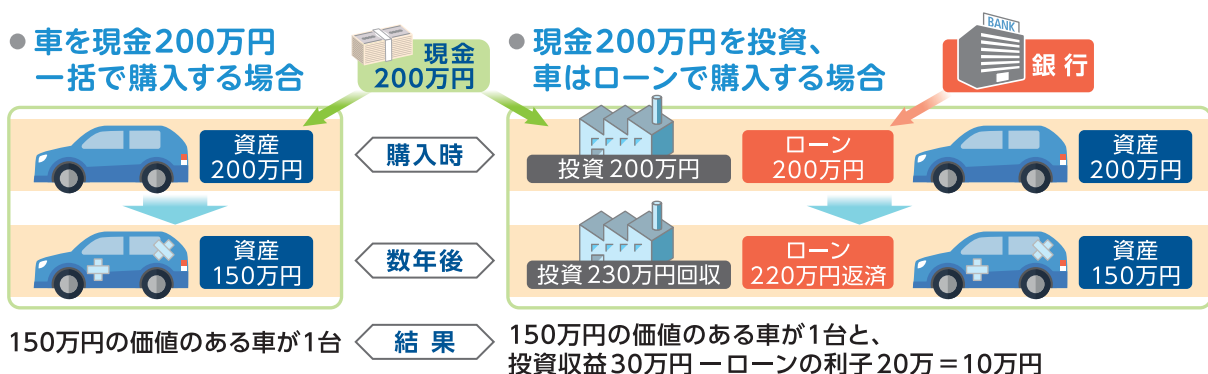 ● 車を現金200万円
一括で購入する場合
現金
200万円
● 現金200万円を投資、
車はローンで購入する場合
BANK
銀行
資産
200万円
購入時
投資200万円
ローン
200万円
資産
200万円
資産
150万円
数年後
投資230万円回収
ローン
220万円返済
資産
150万円
150万円の価値のある車が1台
結果
150万円の価値のある車が1台と、
投資収益30万円ーローンの利子20万=10万円